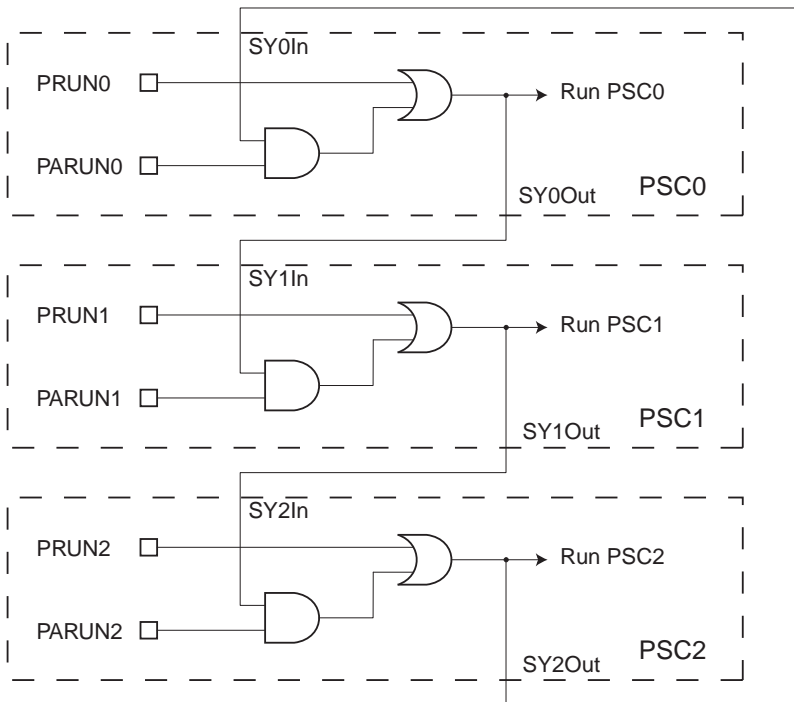 SY0In
PRUN0
Run PSC0
PARUN0
PSC0
SY0Out
SY1In
PRUN1
Run PSC1
PARUN1
PSC1
SY1Out
SY2In
PRUN2
Run PSC2
PARUN2
PSC2
SY2Out